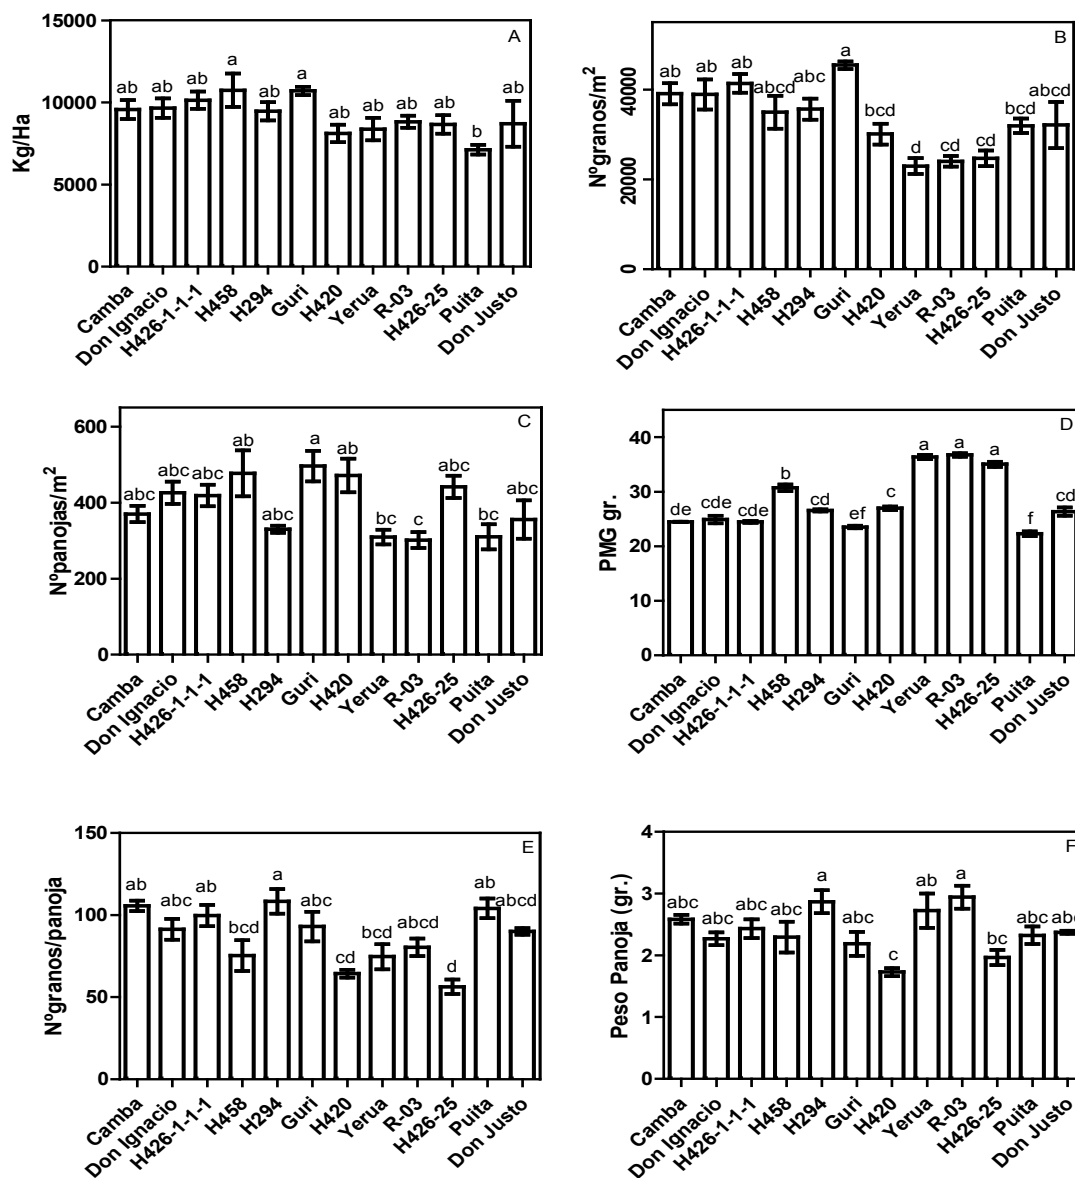 A
Kg/Ha
15000
10000
5000
0
ab ab ab a ab a ab ab ab ab b ab
Camba Don Ignacio H426-1-1-1 H458 H294 Guri H420 Yerua R-03 H426-25 Puita Don Justo
B
Nºgranos/m²
40000
20000
0
ab ab ab abcd abc a bcd d cd cd bcd abcd
Camba Don Ignacio H426-1-1-1 H458 H294 Guri H420 Yerua R-03 H426-25 Puita Don Justo
C
Nºpanojas/m²
600
400
200
0
abc abc abc ab abc a ab bc c abc bc abc
Camba Don Ignacio H426-1-1-1 H458 H294 Guri H420 Yerua R-03 H426-25 Puita Don Justo
D
PMG gr.
40
30
20
10
0
de cde cde b cd ef c a a a f cd
Camba Don Ignacio H426-1-1-1 H458 H294 Guri H420 Yerua R-03 H426-25 Puita Don Justo
E
Nºgranos/panoja
150
100
50
0
ab abc ab bcd a abc cd bcd abcd d ab abcd
Camba Don Ignacio H426-1-1-1 H458 H294 Guri H420 Yerua R-03 H426-25 Puita Don Justo
F
Peso Panoja (gr.)
4
3
2
1
0
abc abc abc abc a abc c ab a bc abc abc
Camba Don Ignacio H426-1-1-1 H458 H294 Guri H420 Yerua R-03 H426-25 Puita Don Justo